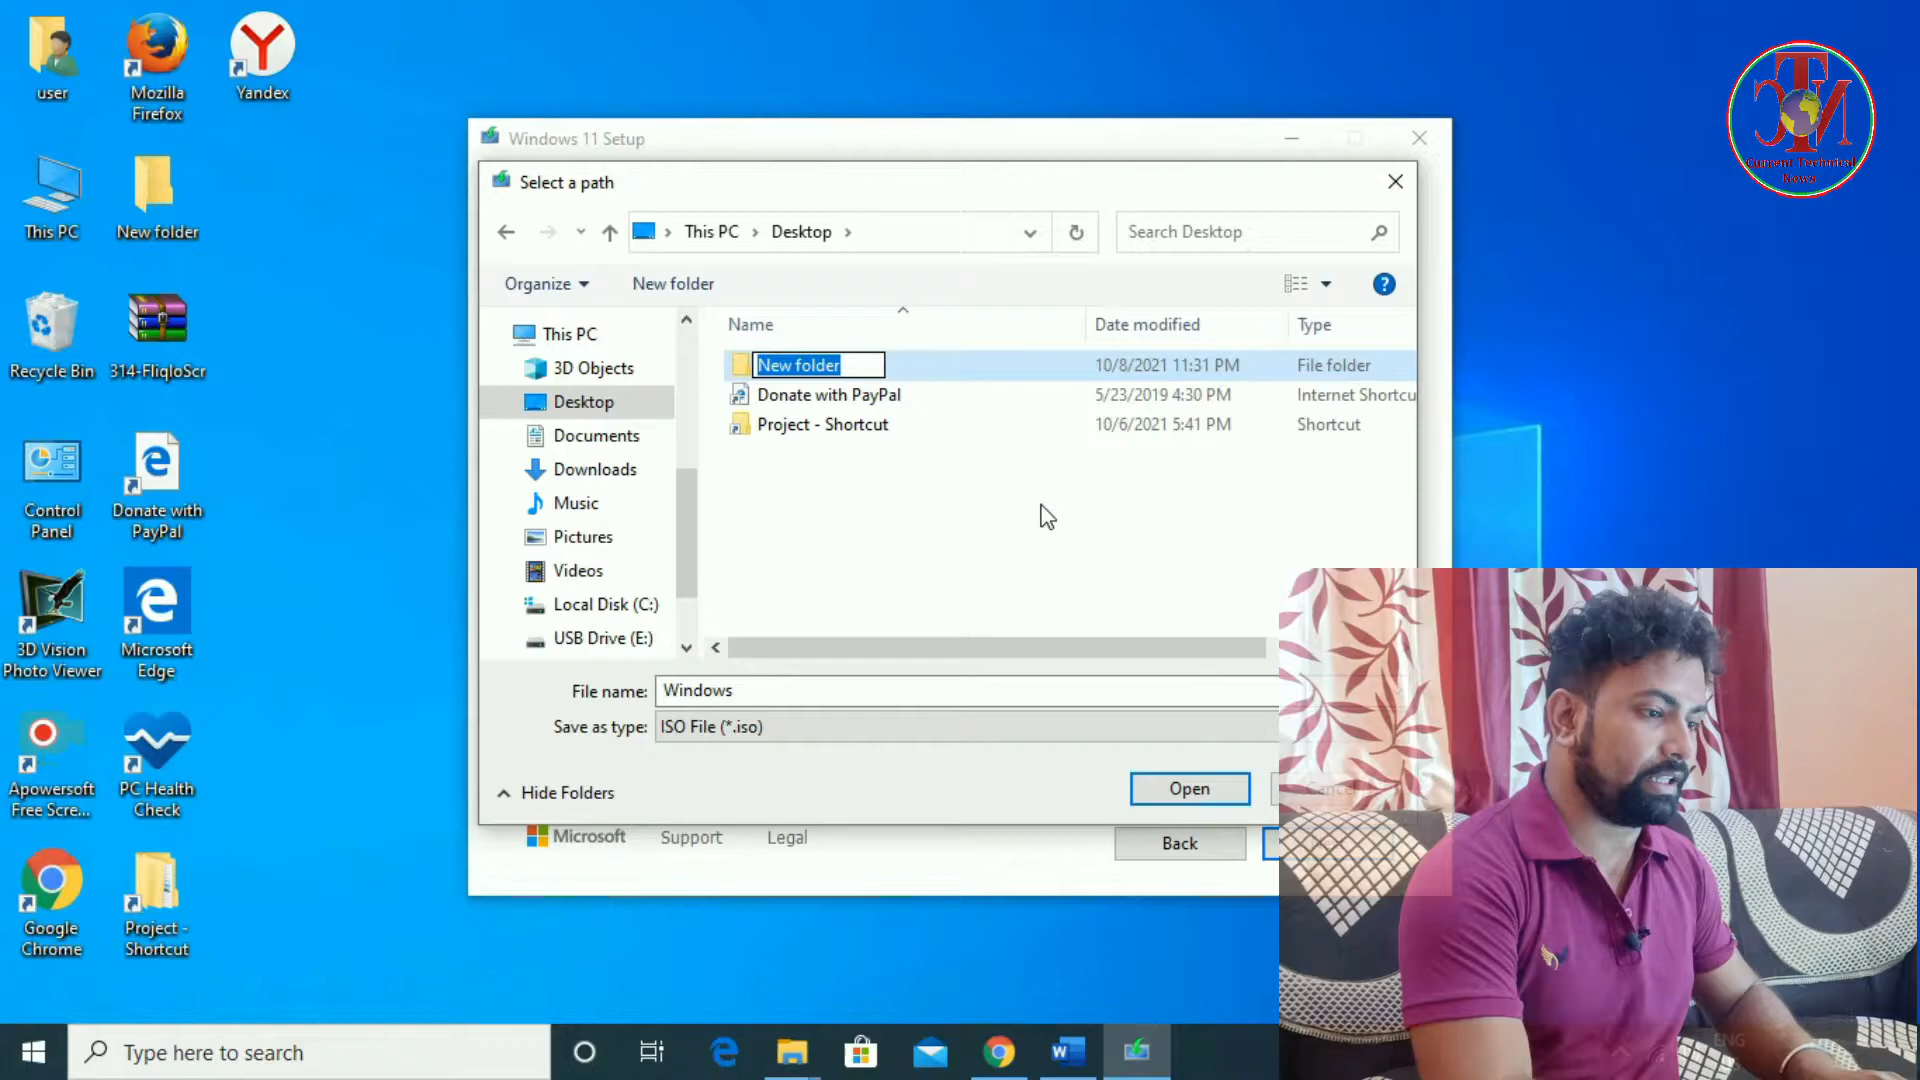 user
Mozilla
Firefox
Yandex
This PC
New folder
Recycle Bin
314-FliqloScr
Control
Panel
Donate with
PayPal
3D Vision
Photo Viewer
Microsoft
Edge
Apowersoft
Free Scre...
PC Health
Check
Google
Chrome
Project -
Shortcut
Windows 11 Setup
Select a path
This PC
Desktop
Search Desktop
Organize
New folder
?
Name
Date modified
Type
This PC
3D Objects
Desktop
Documents
Downloads
Music
Pictures
Videos
Local Disk (C:)
USB Drive (E:)
New folder 10/8/2021 11:31 PM File folder
Donate with PayPal 5/23/2019 4:30 PM Internet Shortcu
Project - Shortcut 10/6/2021 5:41 PM Shortcut
File name: Windows
Save as type: ISO File (*.iso)
Hide Folders
Open
Cancel
Microsoft
Support
Legal
Back
CTN
Current Technical
News
Type here to search
ENG